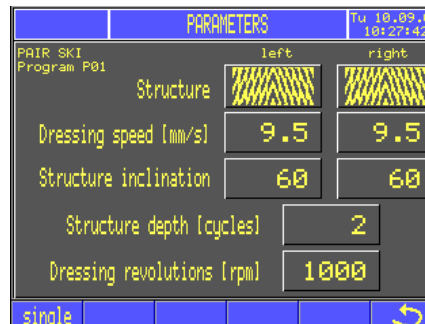 PARAMETERS
Tu 10.09.0
10:27:42
PAIR SKI
left
right
Program P01
Structure
Dressing speed [mm/s] 9.5 9.5
Structure inclination 60 60
Structure depth [cycles] 2
Dressing revolutions [rpm] 1000
single